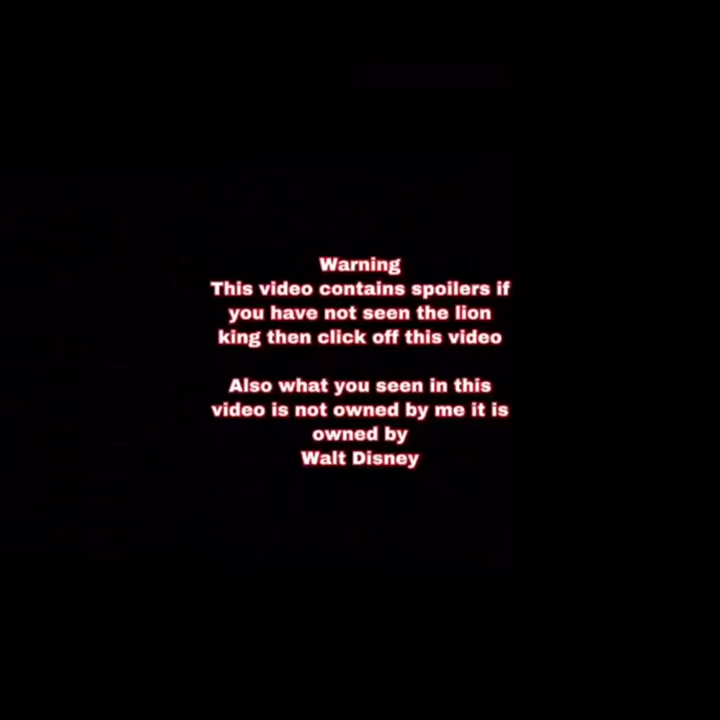 Warning
This video contains spoilers if
you have not seen the lion
king then click off this video
Also what you seen in this
video is not owned by me it is
owned by
Walt Disney